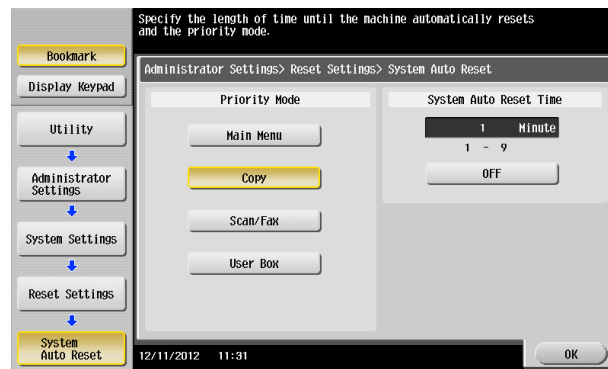 Specify the length of time until the machine automatically resets
and the priority mode.
Bookmark
Display Keypad
Utility
Administrator
Settings
System Settings
Reset Settings
System
Auto Reset
Administrator Settings> Reset Settings> System Auto Reset
Priority Mode
Main Menu
Copy
Scan/Fax
User Box
System Auto Reset Time
1 Minute
1 - 9
OFF
12/11/2012 11:31
OK